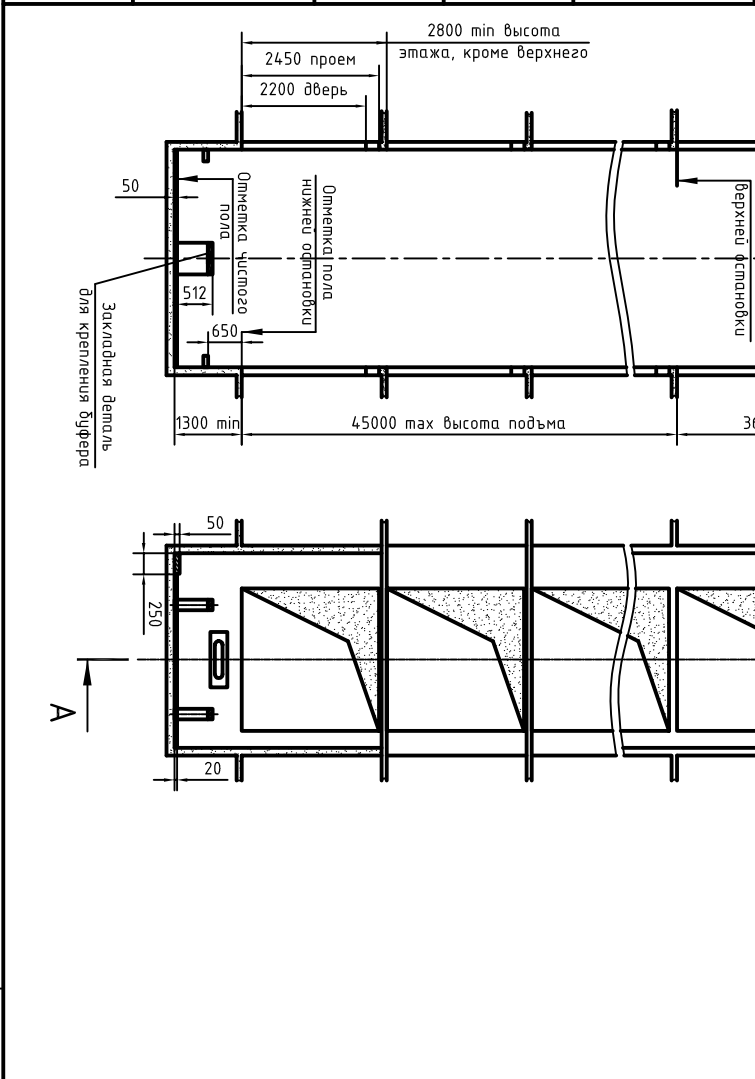 2800 min высота
этажа, кроме верхнего
2450 проем
2200 дверь
50
Отметка чистого
пола
Отметка пола
нижней остановки
верхней остановки
512
650
Закладная деталь
для крепления буфера
1300 min
45000 max высота подъма
50
250
А
20